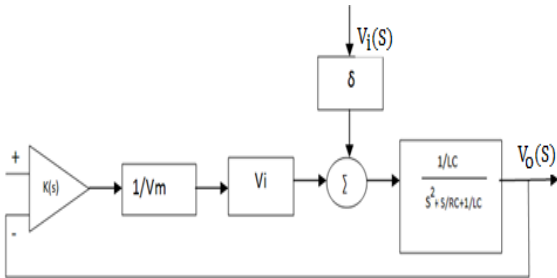 Vi(S)
δ
+
K(s)
-
1/Vm
Vi
Σ
1/LC
S²+S/RC+1/LC
Vo(S)